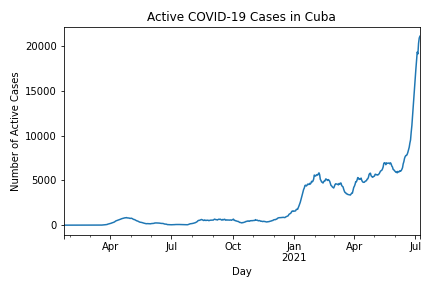 Active COVID-19 Cases in Cuba
Number of Active Cases
20000
15000
10000
5000
0
Apr Jul Oct Jan Apr Jul
2021
Day